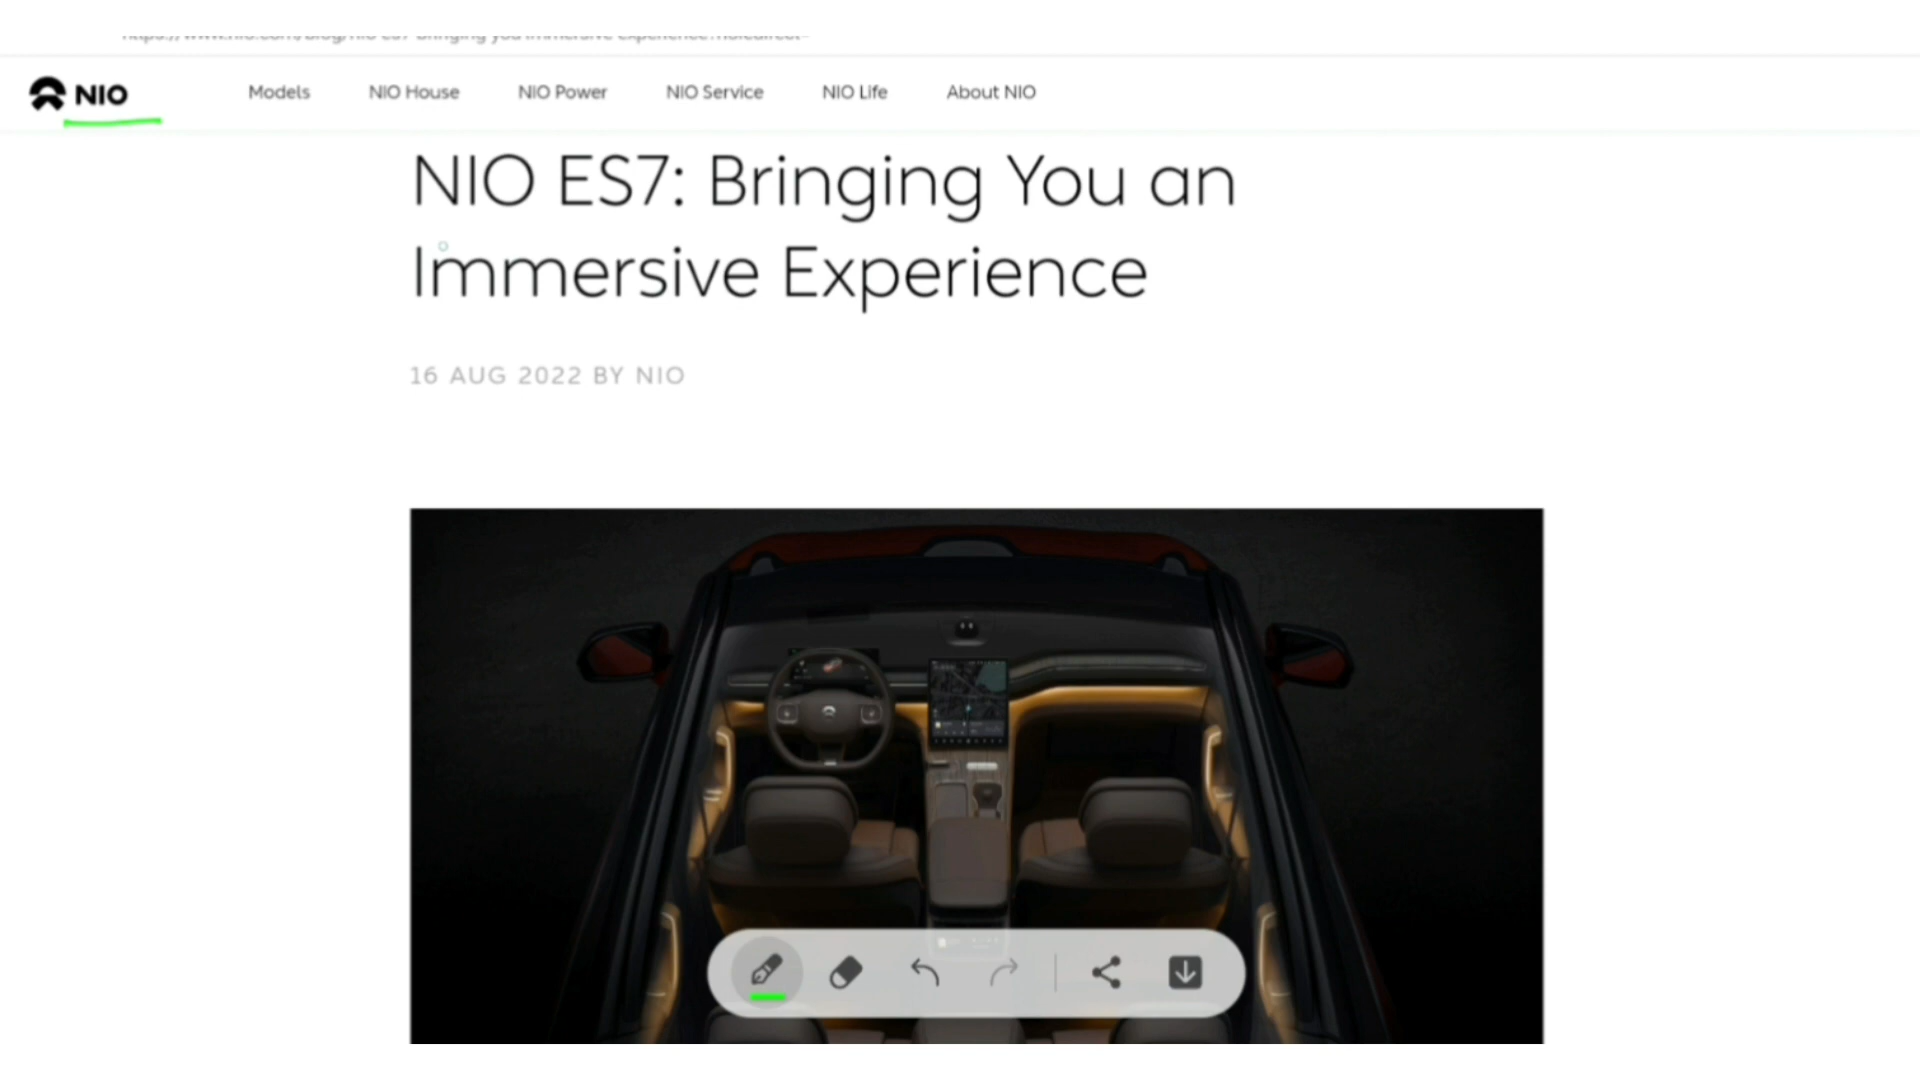 NIO
Models NIO House NIO Power NIO Service NIO Life About NIO
NIO ES7: Bringing You an
Immersive Experience
16 AUG 2022 BY NIO